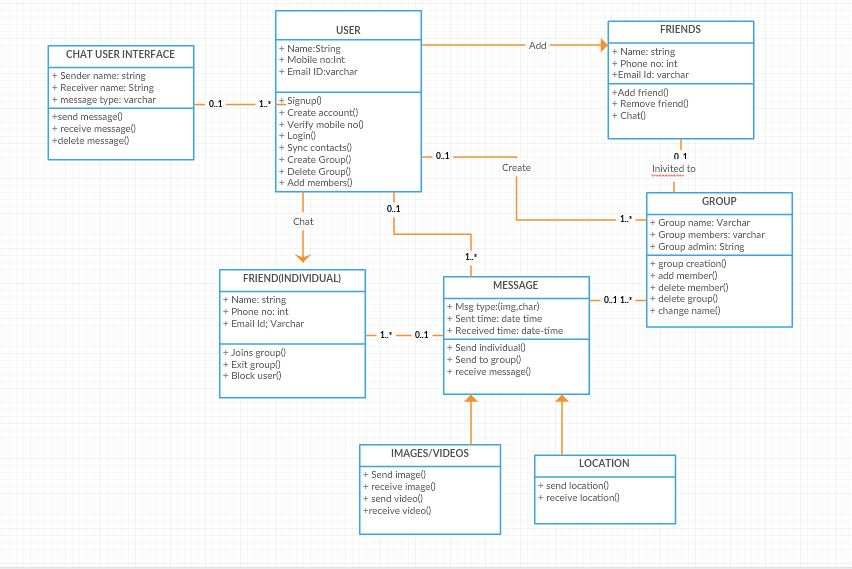 CHAT USER INTERFACE
+ Sender name: string
+ Receiver name: String
+ message type: varchar
+send message()
+ receive message()
+delete message()
0..1
1..*
USER
+ Name:String
+ Mobile no:Int
+ Email ID:varchar
+ Signup()
+ Create account()
+ Verify mobile no()
+ Login()
+ Sync contacts()
+ Create Group()
+ Delete Group()
+ Add members()
Add
FRIENDS
+ Name: string
+ Phone no: int
+Email Id: varchar
+Add friend()
+ Remove friend()
+ Chat()
0..1
Create
1..*
0..1
Inivited to
GROUP
+ Group name: Varchar
+ Group members: varchar
+ Group admin: String
+ group creation()
+ add member()
+ delete member()
+ delete group()
+ change name()
Chat
0..1
1..*
FRIEND(INDIVIDUAL)
+ Name: string
+ Phone no: int
+ Email Id; Varchar
+ Joins group()
+ Exit group()
+ Block user()
1..*
0..1
MESSAGE
+ Msg type:(img,char)
+ Sent time: date time
+ Received time: date-time
+ Send individual()
+ Send to group()
+ receive message()
0..1 1..*
IMAGES/VIDEOS
+ Send image()
+ receive image()
+ send video()
+receive video()
LOCATION
+ send location()
+ receive location()